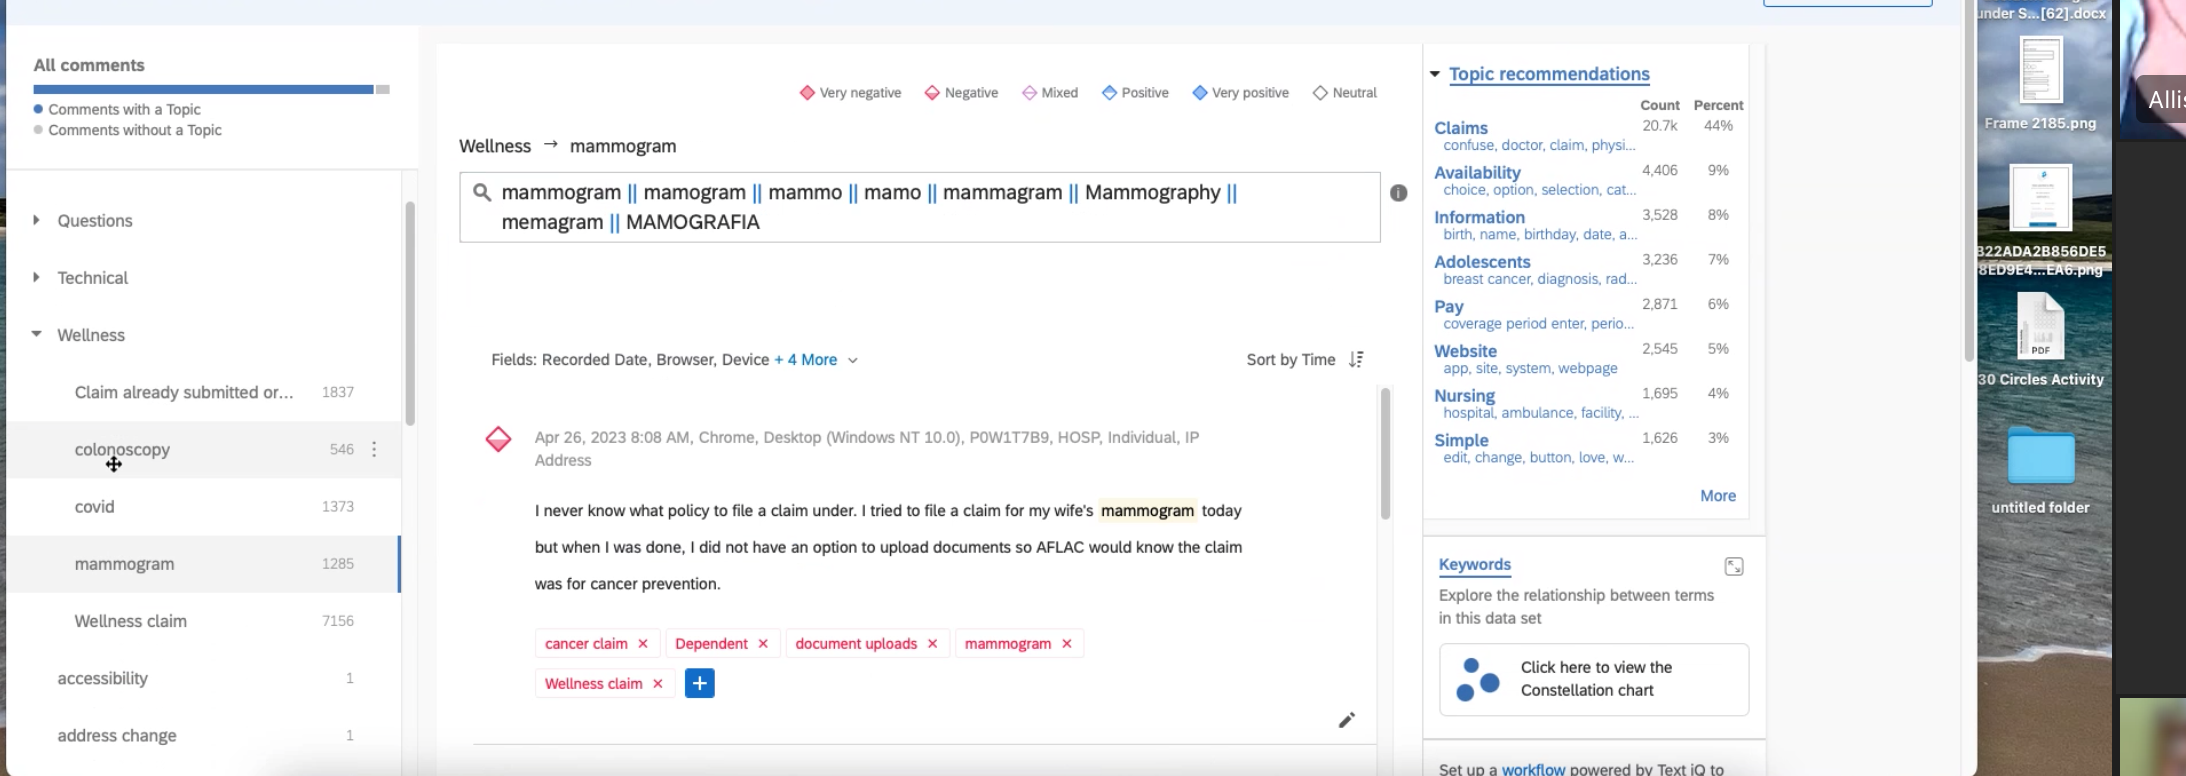 All comments
Comments with a Topic
Comments without a Topic
Questions
Technical
Wellness
Claim already submitted or... 1837
colonoscopy 546
covid 1373
mammogram 1285
Wellness claim 7156
accessibility 1
address change 1
Very negative Negative Mixed Positive Very positive Neutral
Wellness → mammogram
mammogram || mamogram || mammo || mamo || mammagram || Mammography ||
memagram || MAMOGRAFIA
Fields: Recorded Date, Browser, Device + 4 More
Sort by Time
Apr 26, 2023 8:08 AM, Chrome, Desktop (Windows NT 10.0), P0W1T7B9, HOSP, Individual, IP
Address
I never know what policy to file a claim under. I tried to file a claim for my wife's mammogram today
but when I was done, I did not have an option to upload documents so AFLAC would know the claim
was for cancer prevention.
cancer claim × Dependent × document uploads × mammogram ×
Wellness claim × +
Topic recommendations
Count Percent
Claims 20.7k 44%
confuse, doctor, claim, physi...
Availability 4,406 9%
choice, option, selection, cat...
Information 3,528 8%
birth, name, birthday, date, a...
Adolescents 3,236 7%
breast cancer, diagnosis, rad...
Pay 2,871 6%
coverage period enter, perio...
Website 2,545 5%
app, site, system, webpage
Nursing 1,695 4%
hospital, ambulance, facility, ...
Simple 1,626 3%
edit, change, button, love, w...
More
Keywords
Explore the relationship between terms
in this data set
Click here to view the
Constellation chart
Set up a workflow powered by Text iQ to
under S...[62].docx
Frame 2185.png
322ADA2B856DE5
8ED9E4...EA6.png
PDF
30 Circles Activity
untitled folder
Allis